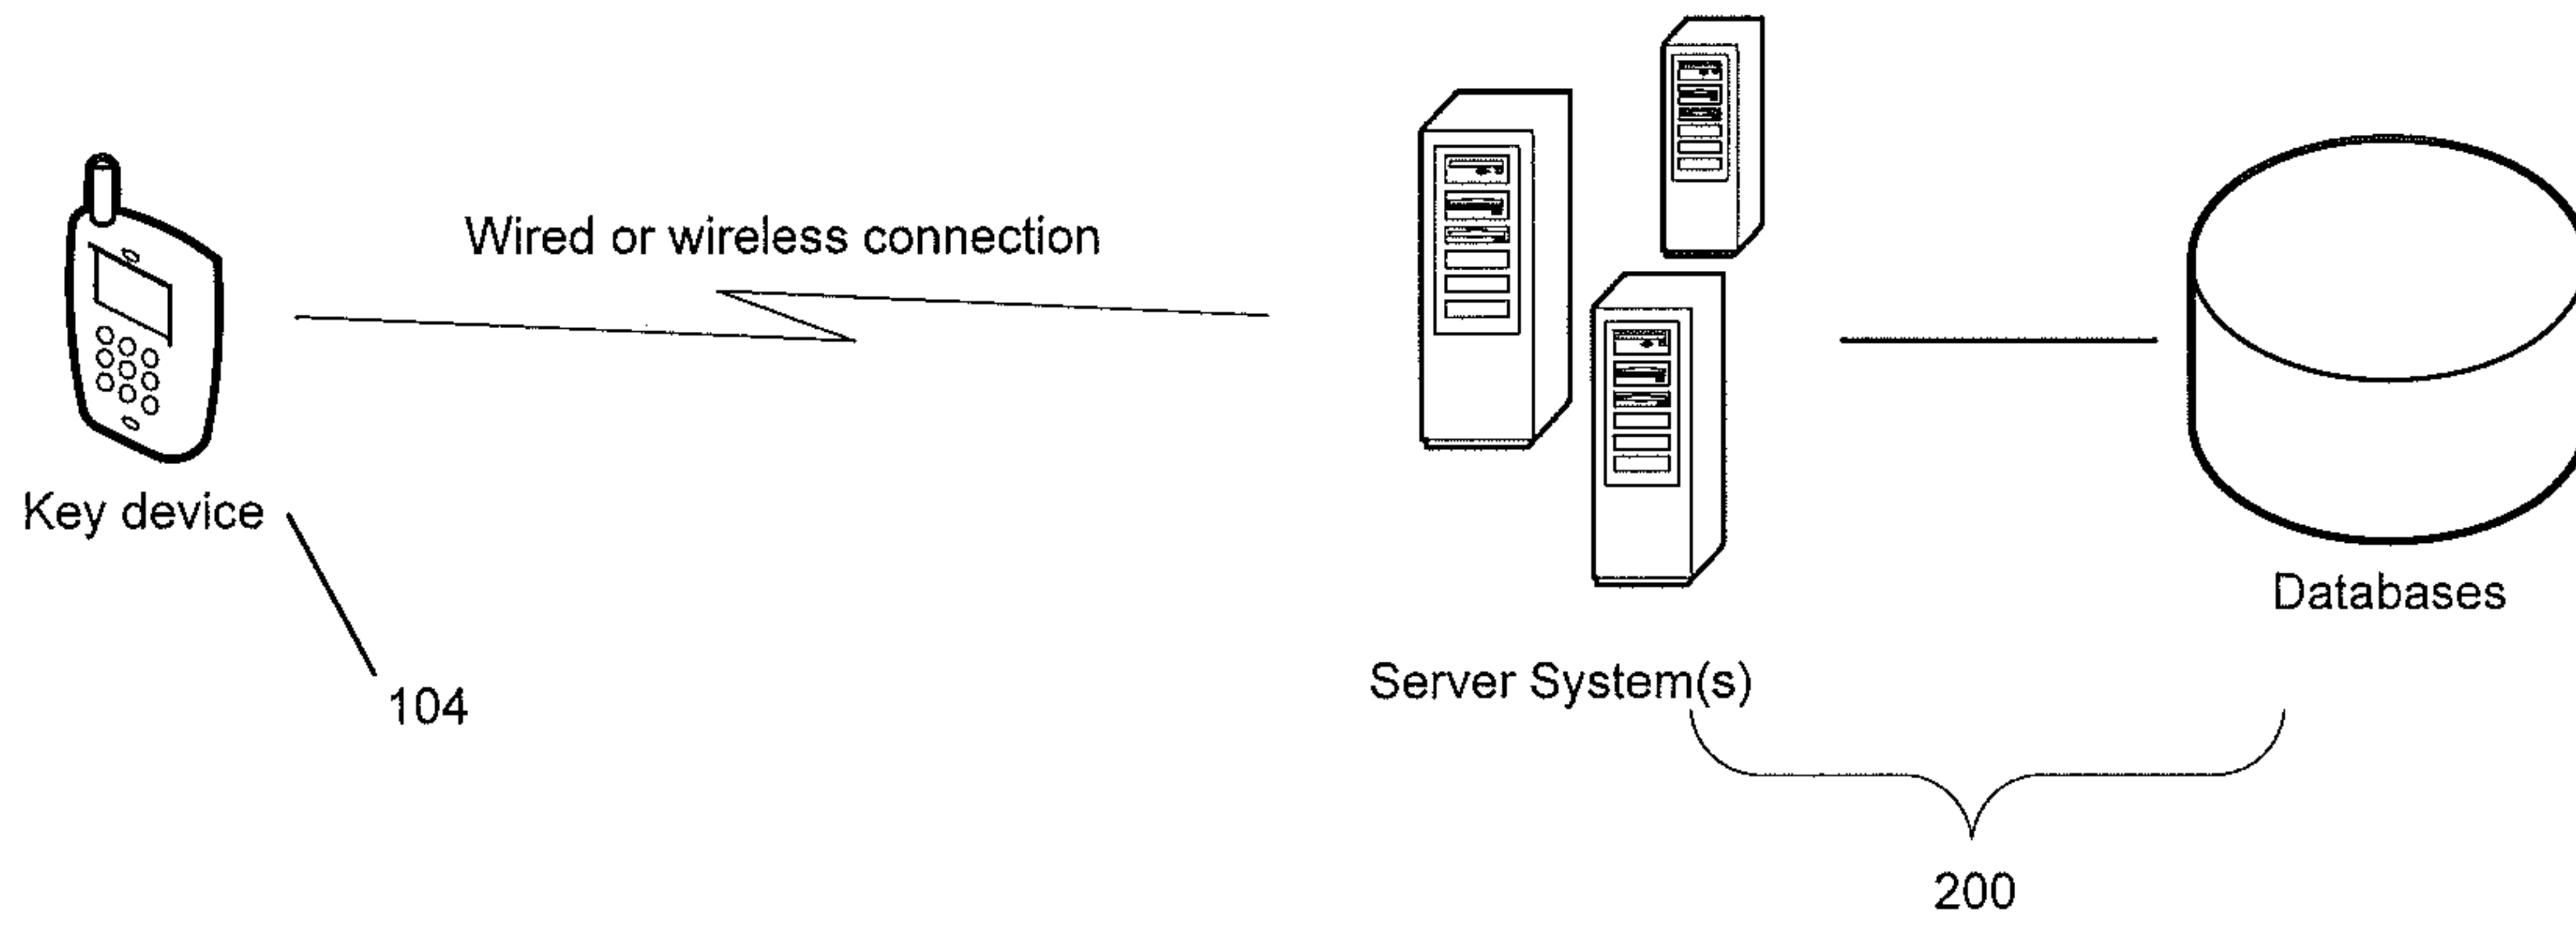 Wired or wireless connection
Key device
104
Server System(s)
Databases
200